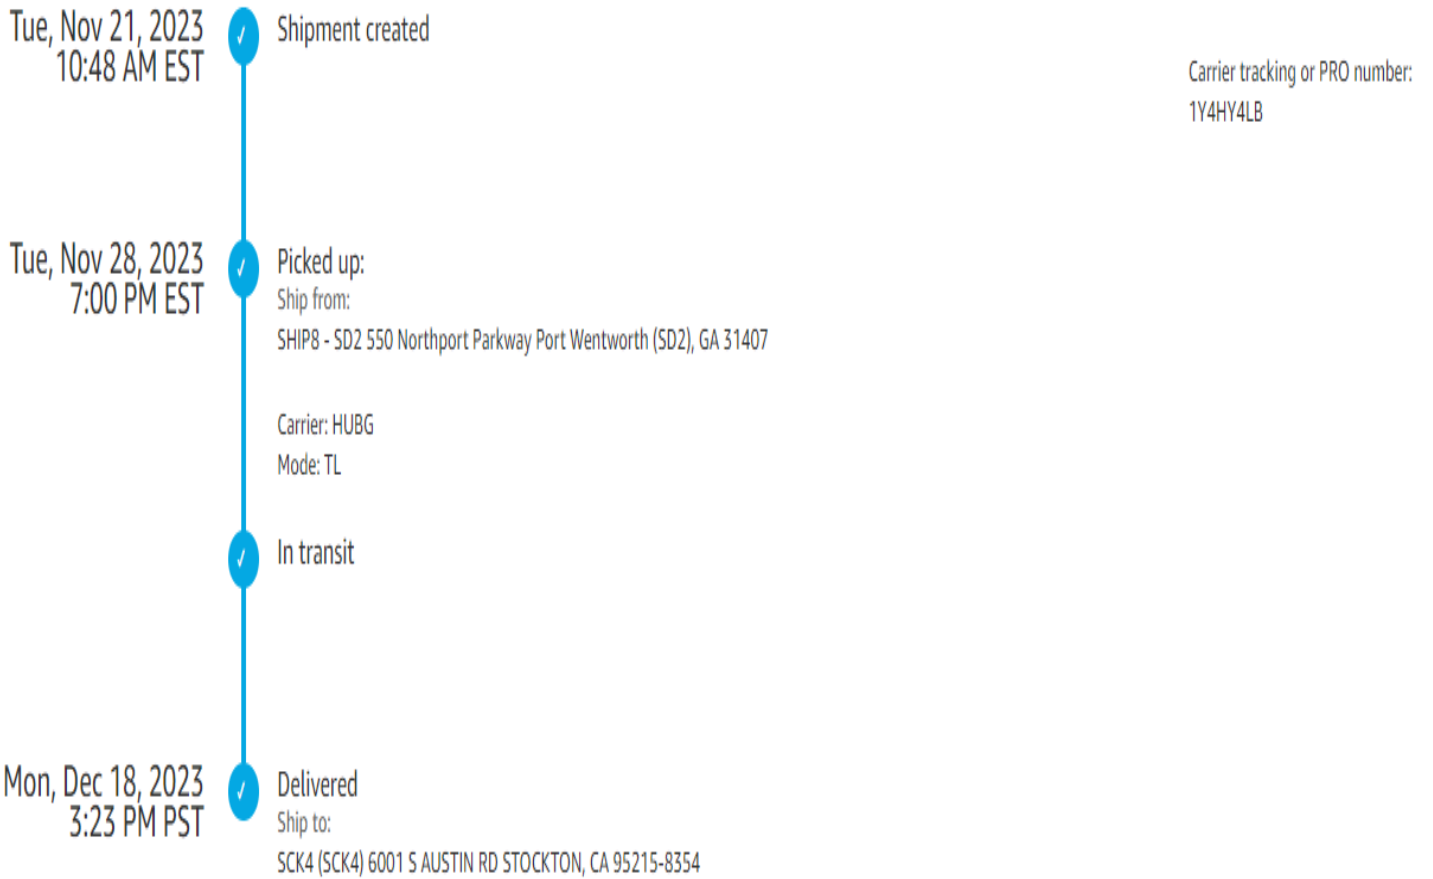 Tue, Nov 21, 2023
10:48 AM EST
Shipment created
Carrier tracking or PRO number:
1Y4HY4LB
Tue, Nov 28, 2023
7:00 PM EST
Picked up:
Ship from:
SHIP8 - SD2 550 Northport Parkway Port Wentworth (SD2), GA 31407
Carrier: HUBG
Mode: TL
In transit
Mon, Dec 18, 2023
3:23 PM PST
Delivered
Ship to:
SCK4 (SCK4) 6001 S AUSTIN RD STOCKTON, CA 95215-8354